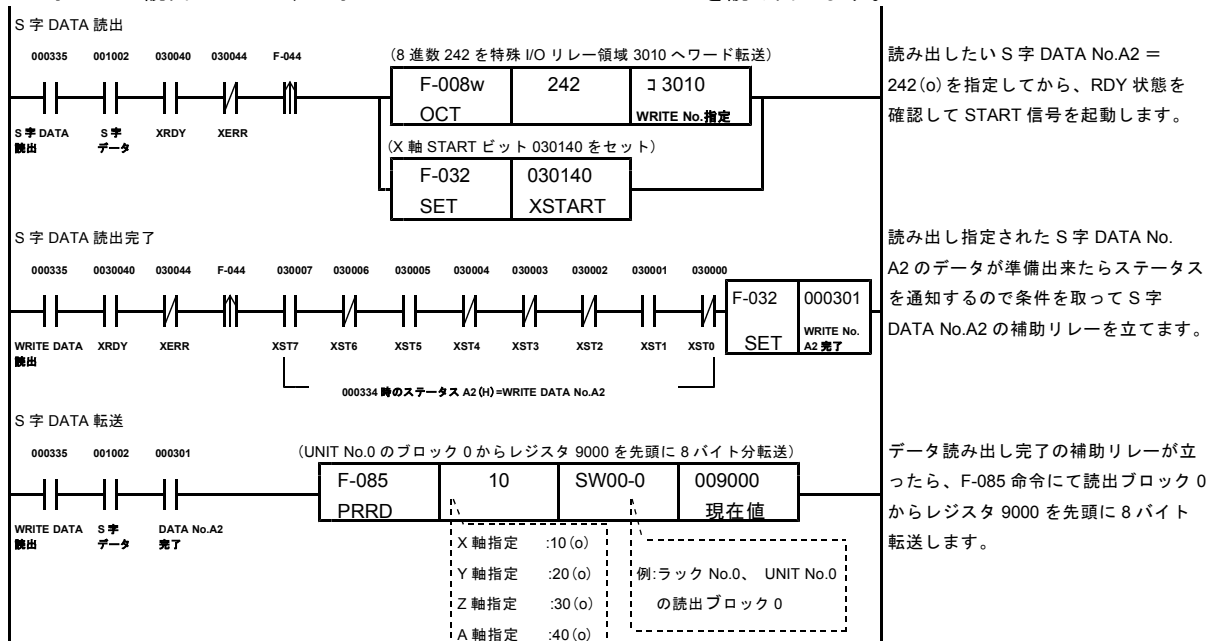 S 字 DATA 読出
000335 001002 030040 030044 F-044
(8 進数 242 を特殊 I/O リレー領域 3010 へワード転送)
F-008w 242 コ 3010
OCT WRITE No.指定
S 字 DATA 読出 S 字 データ XRDY XERR
(X 軸 START ビット 030140 をセット)
F-032 030140
SET XSTART
読み出したい S 字 DATA No.A2 =
242(o)を指定してから、RDY 状態を
確認して START 信号を起動します。
S 字 DATA 読出完了
000335 0030040 030044 F-044 030007 030006 030005 030004 030003 030002 030001 030000
F-032 000301
SET WRITE No. A2 完了
WRITE DATA 読出 XRDY XERR XST7 XST6 XST5 XST4 XST3 XST2 XST1 XST0
000334 時のステータス A2(H)=WRITE DATA No.A2
読み出し指定された S 字 DATA No.
A2 のデータが準備出来たらステータス
を通知するので条件を取って S 字
DATA No.A2 の補助リレーを立てます。
S 字 DATA 転送
000335 001002 000301
(UNIT No.0 のブロック 0 からレジスタ 9000 を先頭に 8 バイト分転送)
F-085 10 SW00-0 009000
PRRD 現在値
WRITE DATA 読出 S 字 データ DATA No.A2 完了
X 軸指定 :10(o)
Y 軸指定 :20(o)
Z 軸指定 :30(o)
A 軸指定 :40(o)
例:ラック No.0、 UNIT No.0
の読出ブロック 0
データ読み出し完了の補助リレーが立
ったら、F-085 命令にて読出ブロック 0
からレジスタ 9000 を先頭に 8 バイト
転送します。